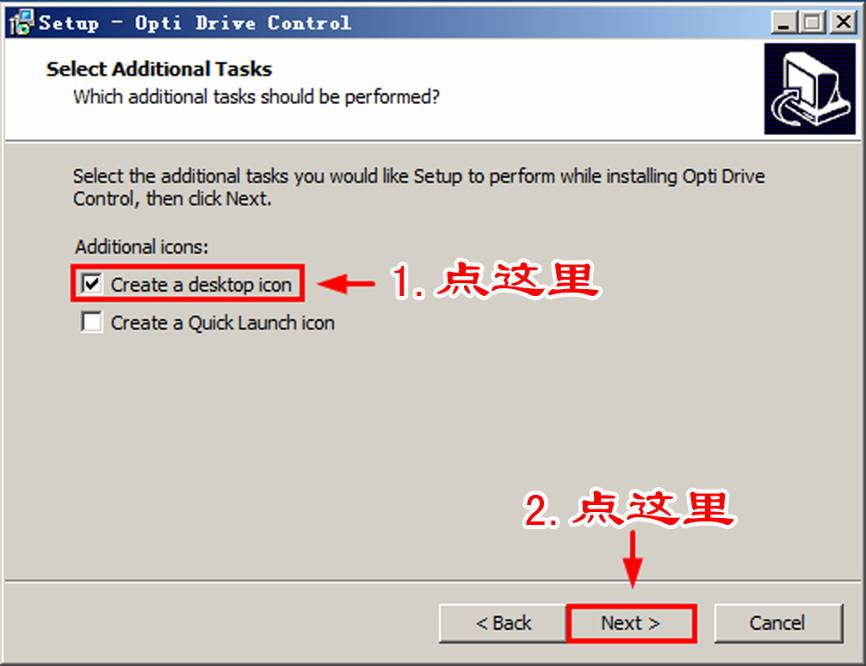 Setup - Opti Drive Control
Select Additional Tasks
Which additional tasks should be performed?
Select the additional tasks you would like Setup to perform while installing Opti Drive
Control, then click Next.
Additional icons:
Create a desktop icon
1.点这里
Create a Quick Launch icon
2.点这里
< Back
Next >
Cancel